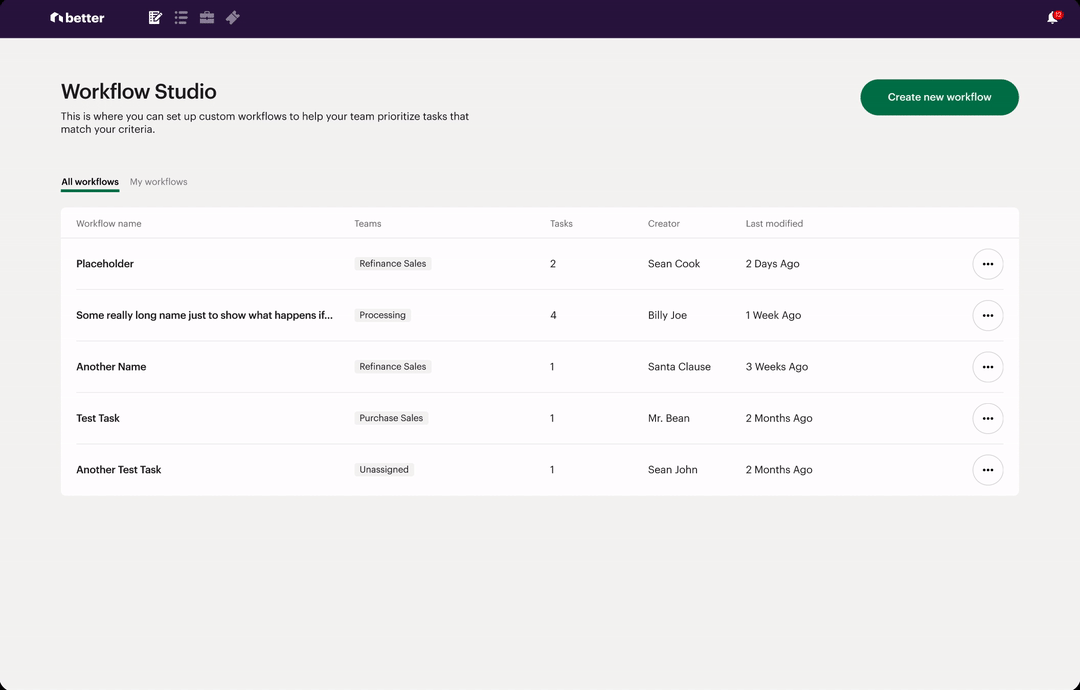 better
12
Workflow Studio
Create new workflow
This is where you can set up custom workflows to help your team prioritize tasks that
match your criteria.
All workflows My workflows
Workflow name Teams Tasks Creator Last modified
Placeholder Refinance Sales 2 Sean Cook 2 Days Ago
Some really long name just to show what happens if... Processing 4 Billy Joe 1 Week Ago
Another Name Refinance Sales 1 Santa Clause 3 Weeks Ago
Test Task Purchase Sales 1 Mr. Bean 2 Months Ago
Another Test Task Unassigned 1 Sean John 2 Months Ago